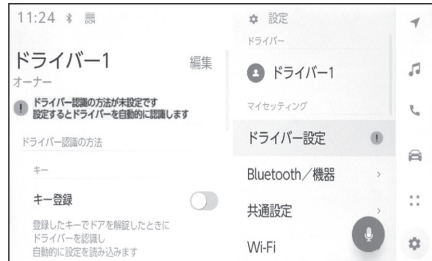 11:24
ドライバー1
編集
オーナー
ドライバー認識の方法が未設定です
設定するとドライバーを自動的に認識します
ドライバー認識の方法
キー
キー登録
登録したキーでドアを解錠したときに
ドライバーを認識し
自動的に設定を読み込みます
設定
ドライバー
ドライバー1
マイセッティング
ドライバー設定
Bluetooth／機器
共通設定
Wi-Fi